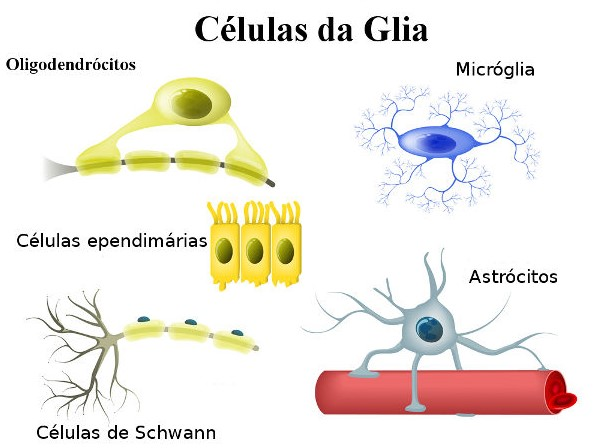 Células da Glia
Oligodendrócitos
Micróglia
Células ependimárias
Astrócitos
Células de Schwann